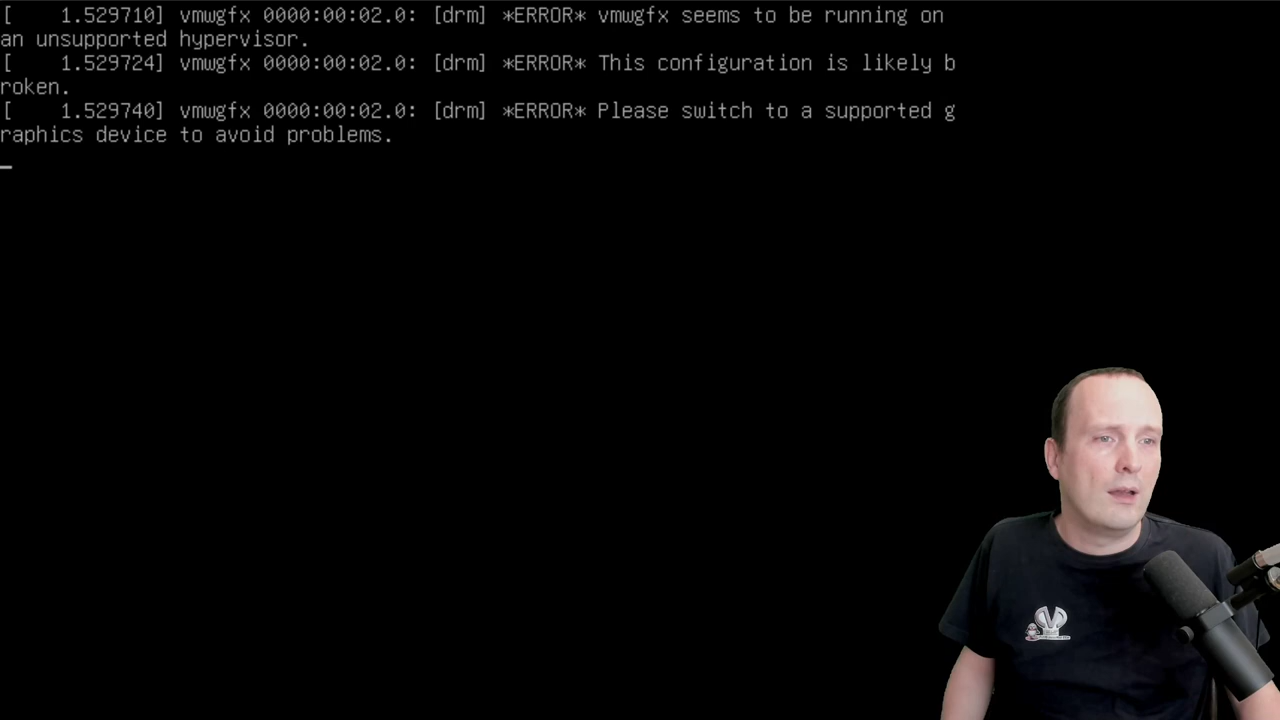 [    1.529710] vmwgfx 0000:00:02.0: [drm] *ERROR* vmwgfx seems to be running on
an unsupported hypervisor.
[    1.529724] vmwgfx 0000:00:02.0: [drm] *ERROR* This configuration is likely b
roken.
[    1.529740] vmwgfx 0000:00:02.0: [drm] *ERROR* Please switch to a supported g
raphics device to avoid problems.